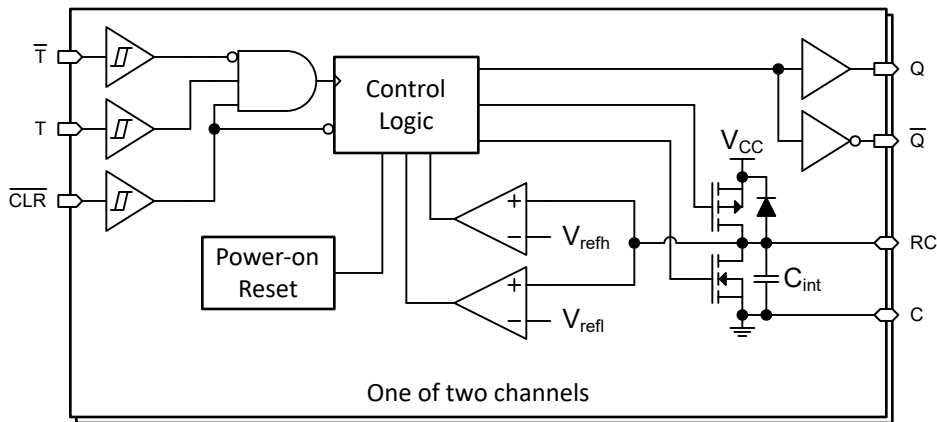 T̅
T
C̅L̅R̅
Control
Logic
Power-on
Reset
+
−
V_refh
+
−
V_refl
V_CC
C_int
Q
Q̅
RC
C
One of two channels